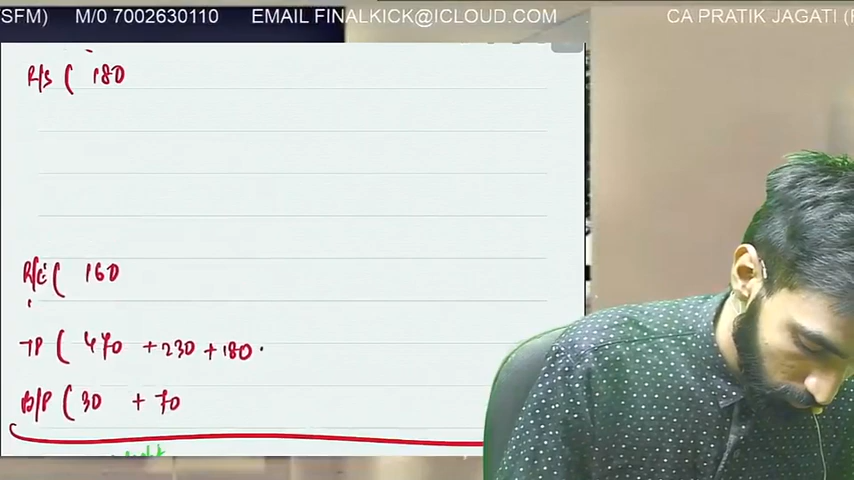 SFM) M/0 7002630110 EMAIL FINALKICK@ICLOUD.COM CA PRATIK JAGATI (F
R/S ( 180
R/E ( 160
TP ( 470 + 230 + 180
B/P ( 30 + 70